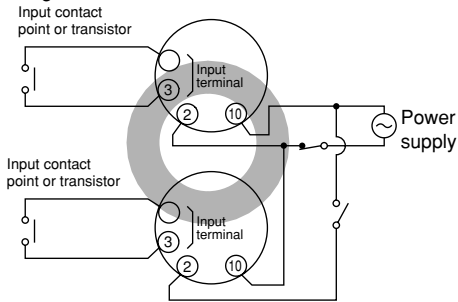 Input contact
point or transistor
Input
terminal
3
2
10
Power
supply
Input contact
point or transistor
Input
terminal
3
2
10